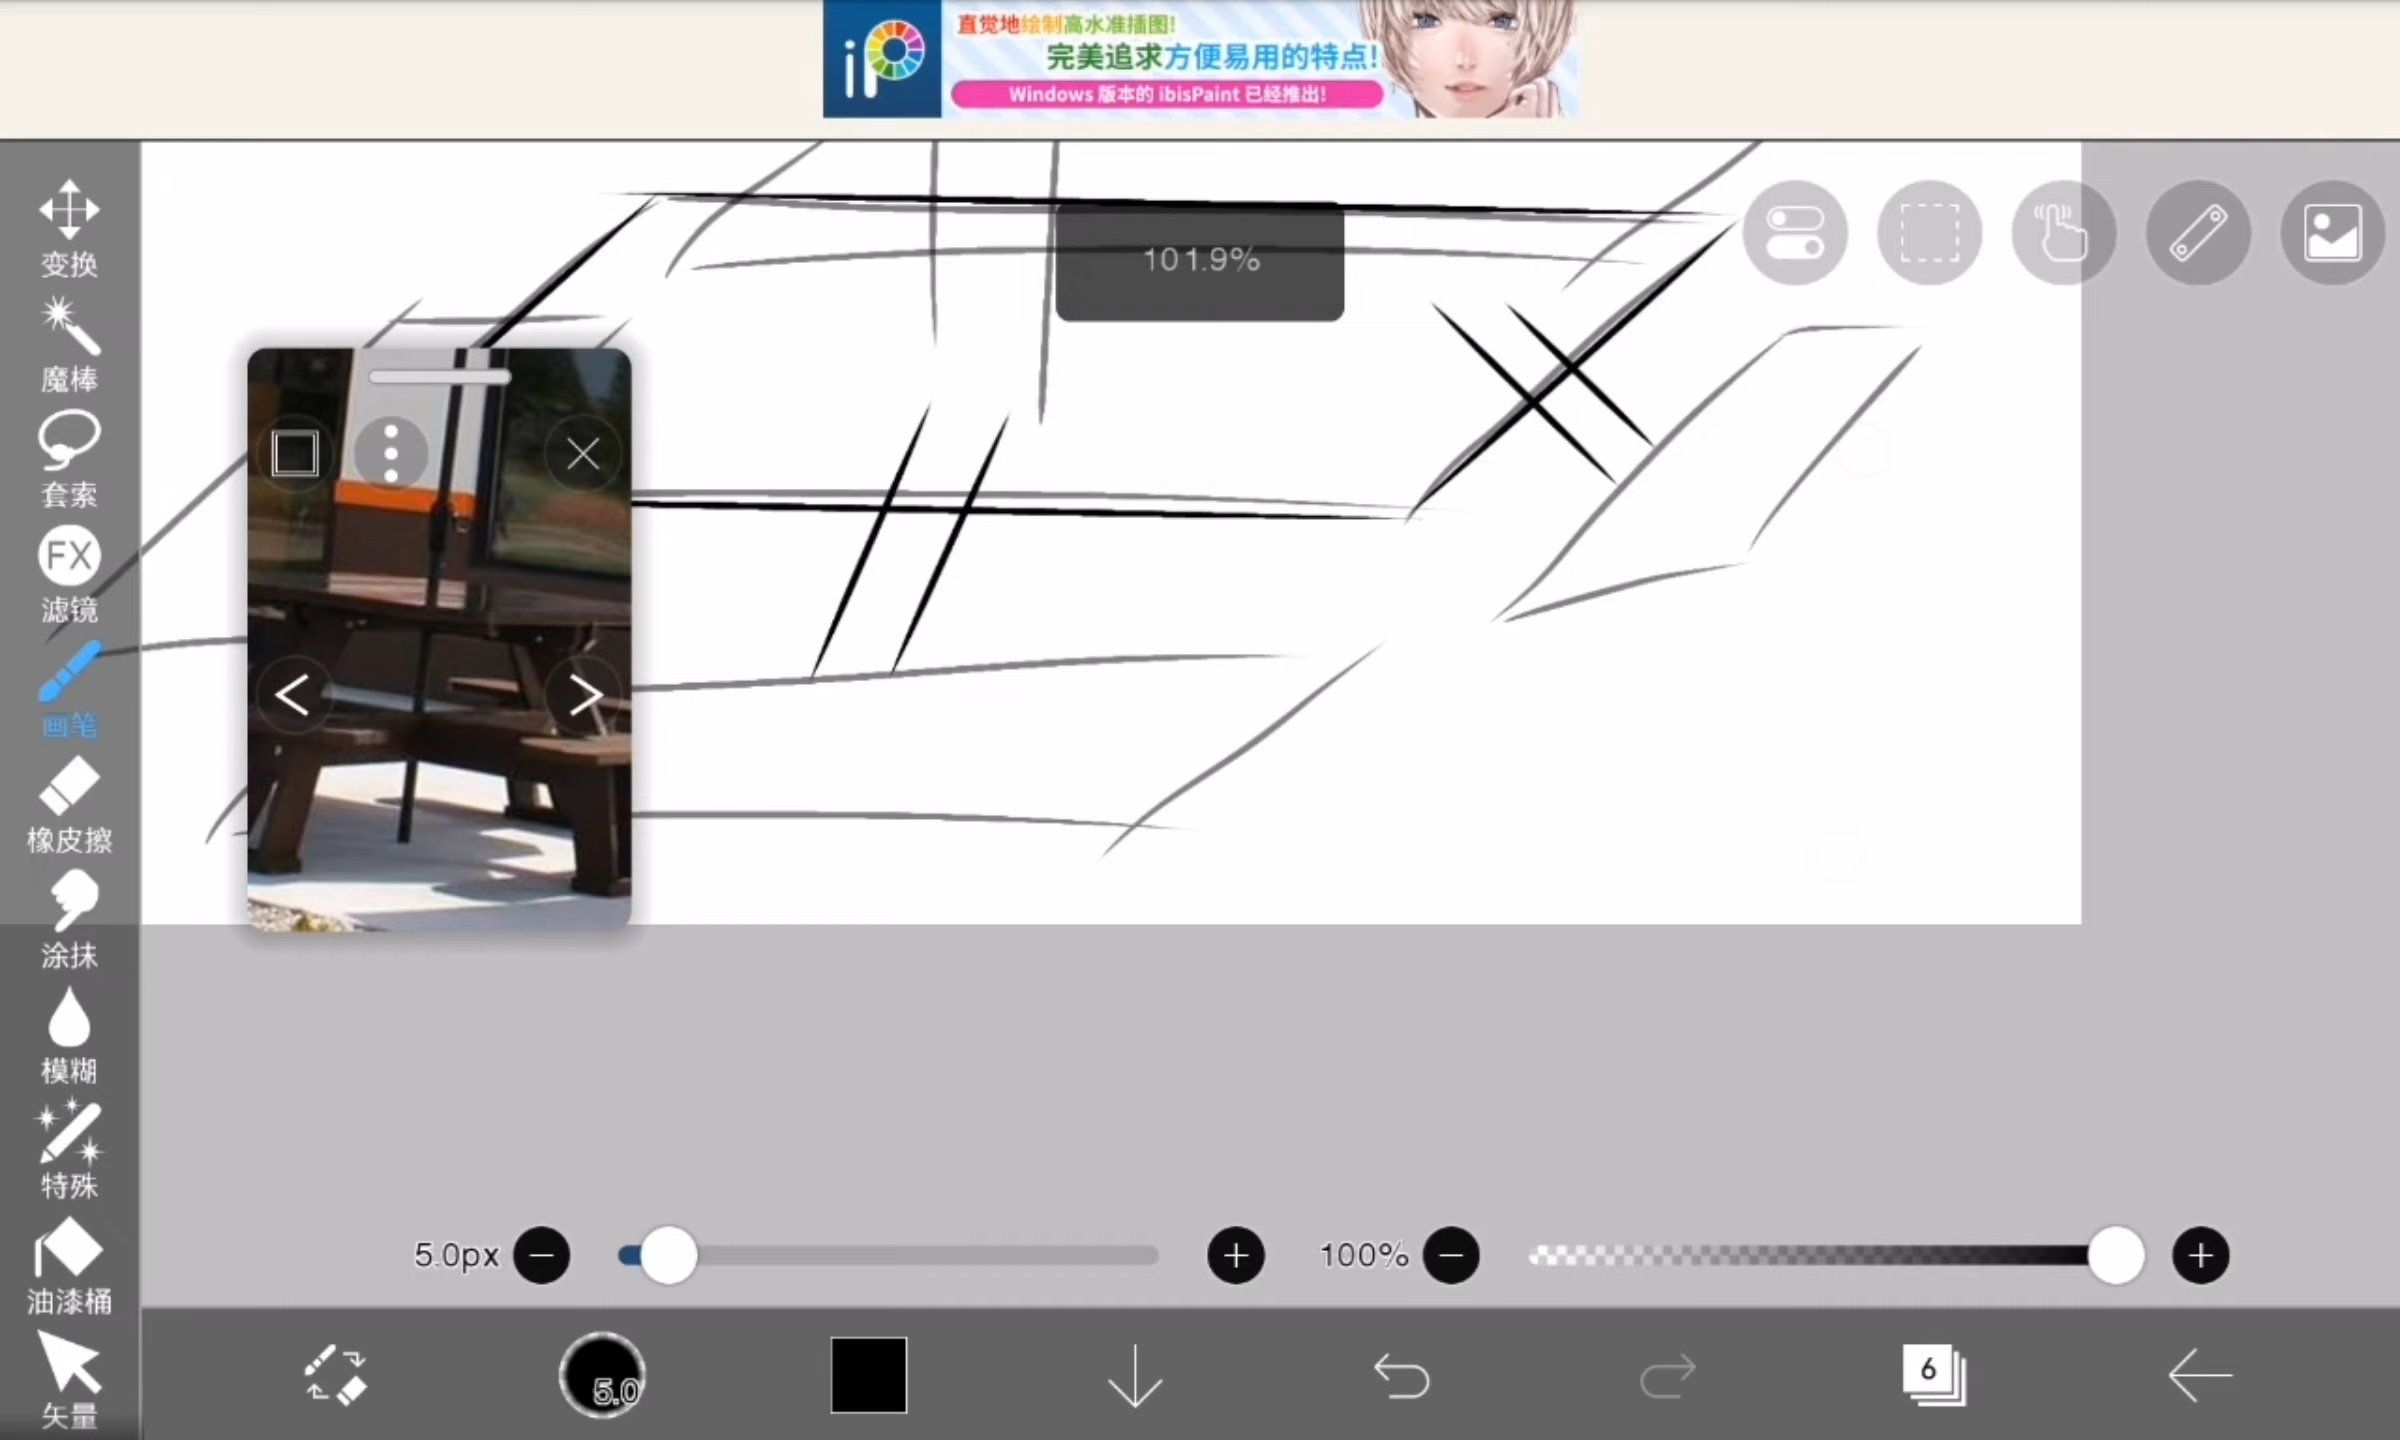 iP
直觉地绘制高水准插图!
完美追求方便易用的特点!
Windows 版本的 ibisPaint 已经推出!
变换
魔棒
套索
FX
滤镜
画笔
橡皮擦
涂抹
模糊
特殊
油漆桶
矢量
101.9%
5.0px
100%
5.0
6